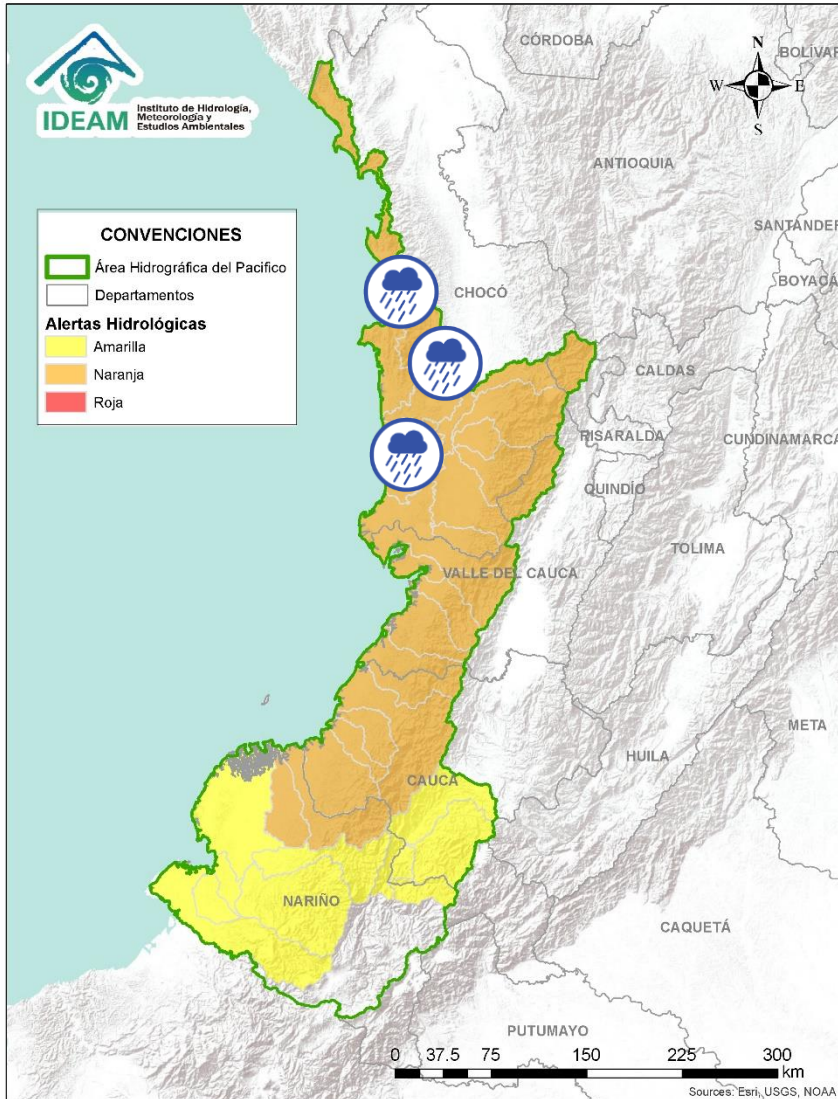 IDEAM
Instituto de Hidrología,
Meteorología y
Estudios Ambientales
N
W
E
S
CÓRDOBA
BOLÍVAR
ANTIOQUIA
SANTANDER
BOYACÁ
CONVENCIONES
Área Hidrográfica del Pacifico
Departamentos
Alertas Hidrológicas
Amarilla
Naranja
Roja
CHOCÓ
CALDAS
RISARALDA
CUNDINAMARCA
QUINDÍO
TOLIMA
VALLE DEL CAUCA
META
HUILA
CAUCA
NARIÑO
CAQUETÁ
PUTUMAYO
0 37.5 75 150 225 300
km
Sources: Esri, USGS, NOAA